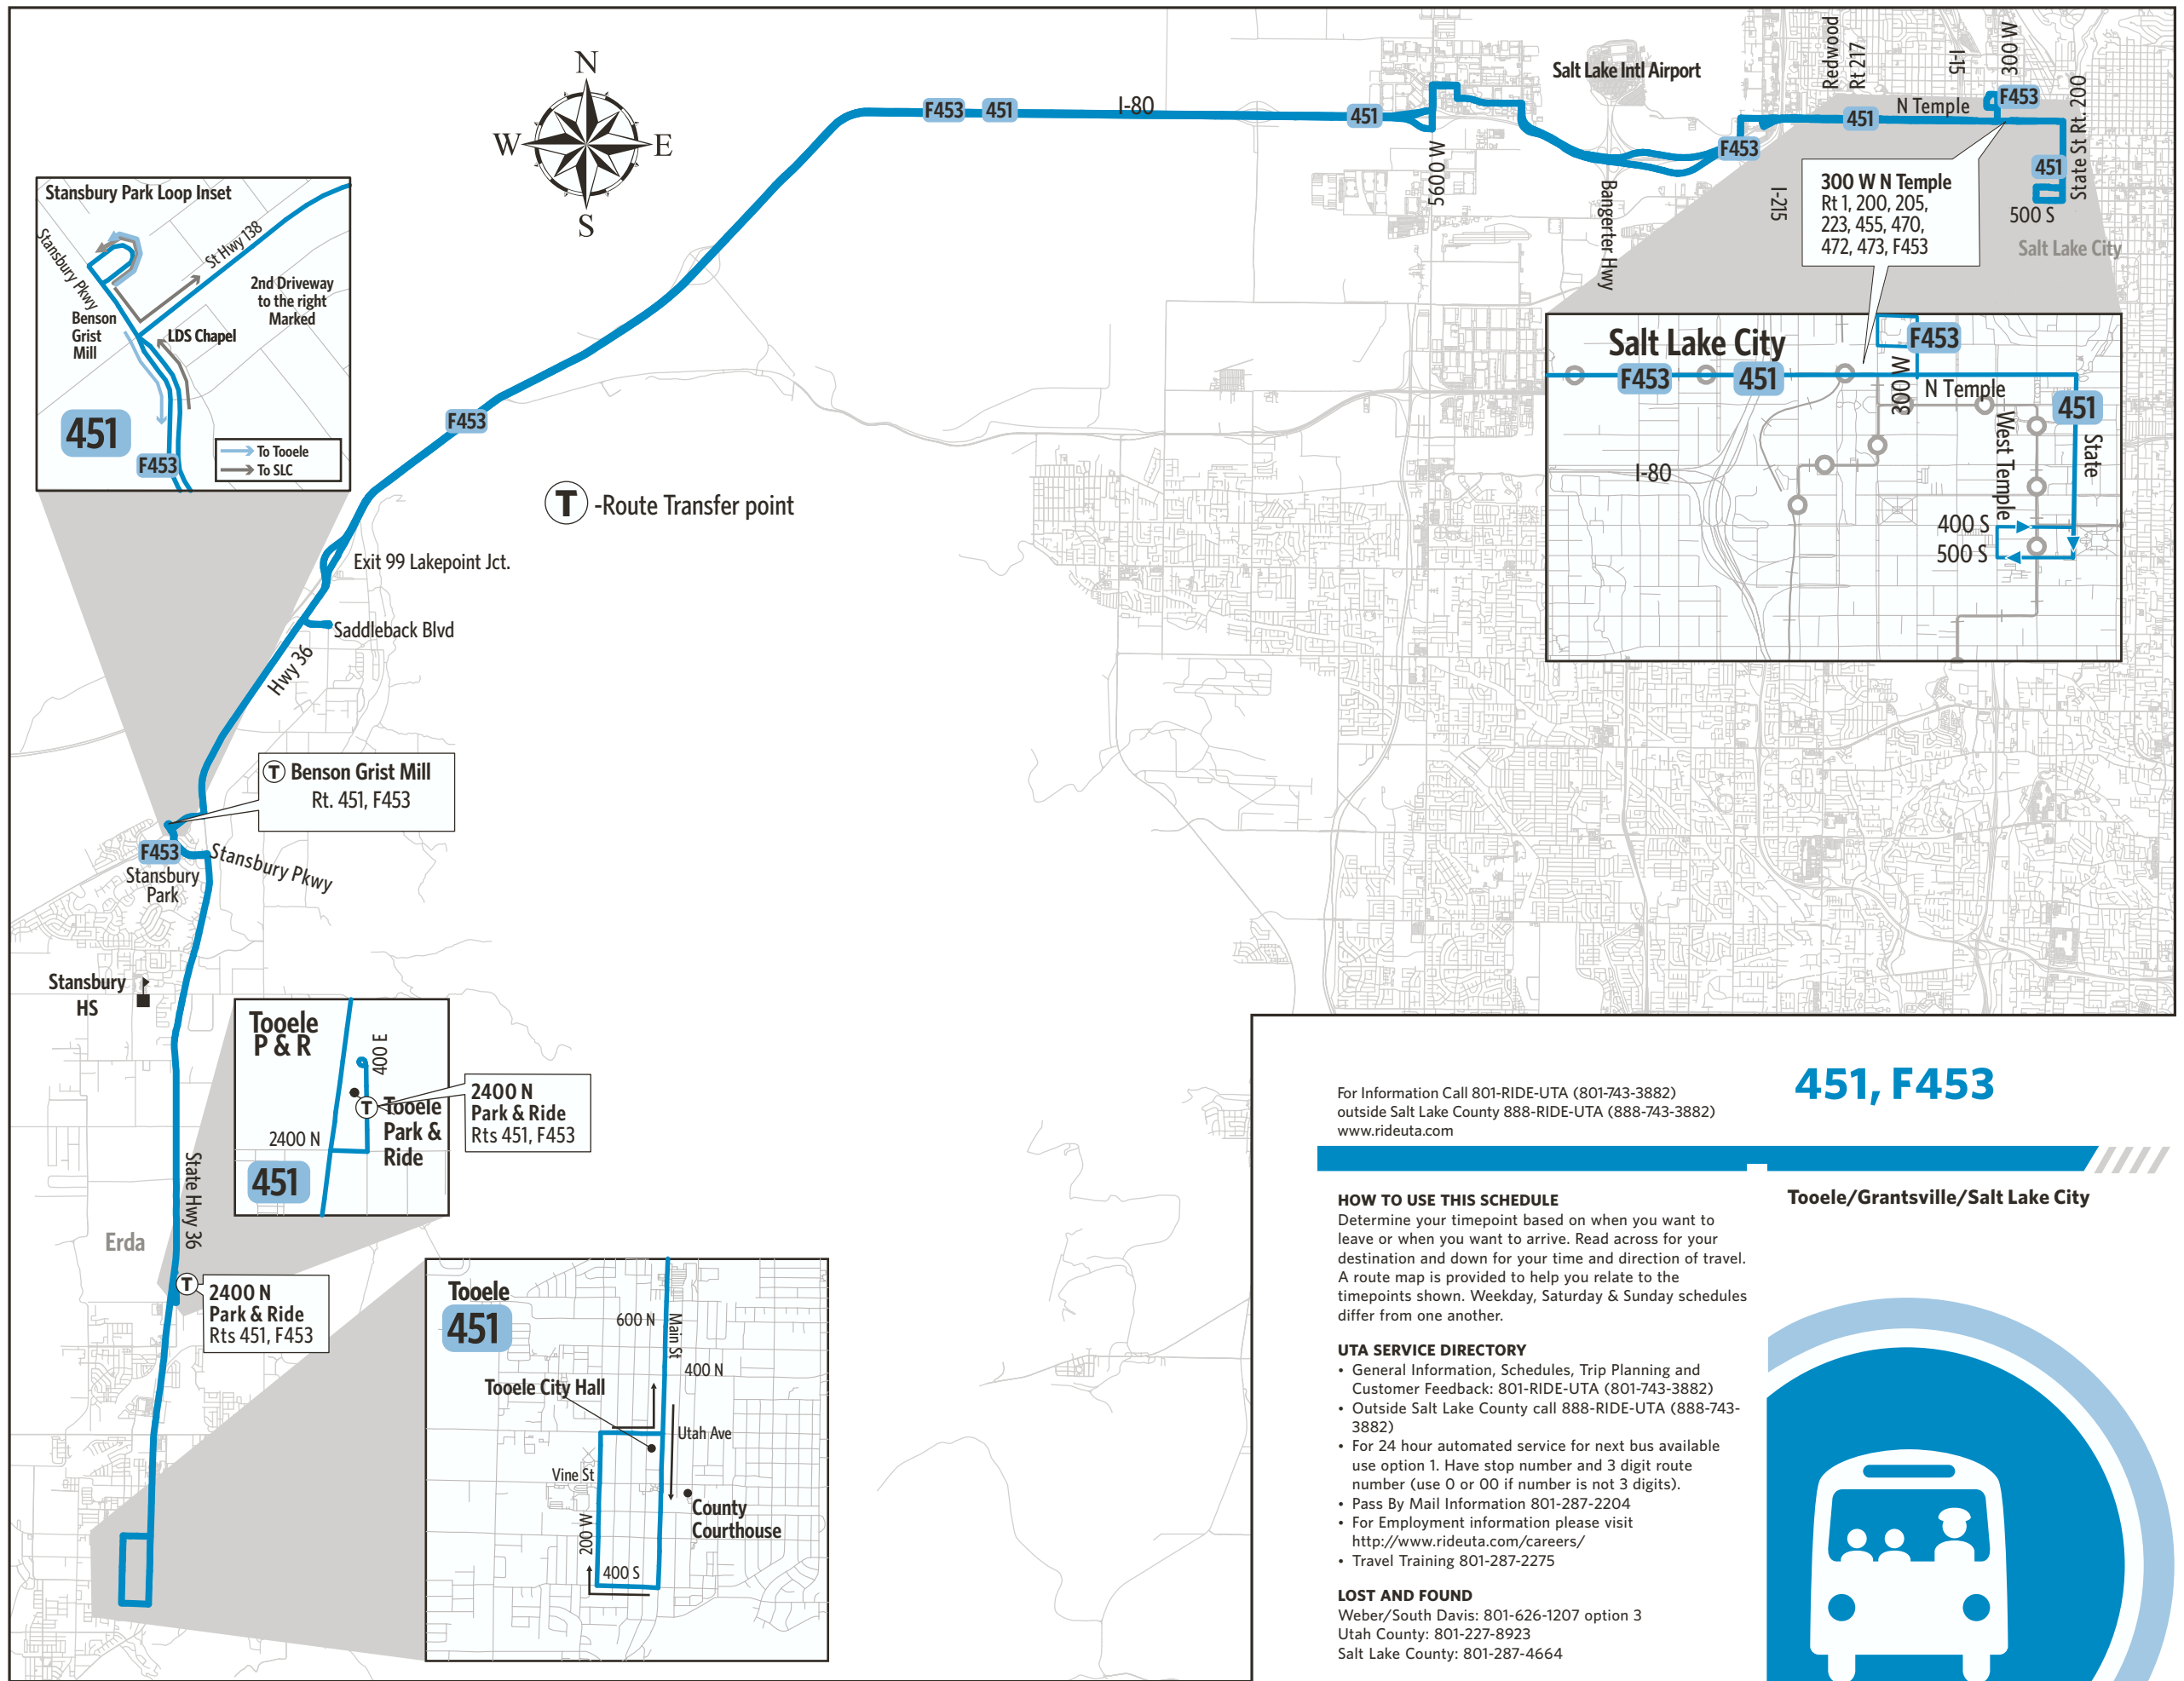 N
W
E
S
Salt Lake Intl Airport
Redwood
Rt 217
I-15
300 W
F453
N Temple
State St Rt. 200
F453
451
I-80
451
5600 W
Bangerter Hwy
F453
I-215
451
451
500 S
Salt Lake City
300 W N Temple
Rt 1, 200, 205,
223, 455, 470,
472, 473, F453
Stansbury Park Loop Inset
Stansbury Pkwy
St Hwy 138
2nd Driveway
to the right
Marked
Benson
Grist
Mill
LDS Chapel
451
F453
To Tooele
To SLC
F453
T -Route Transfer point
Salt Lake City
F453
F453
451
300 W
N Temple
451
West Temple
State
I-80
400 S
500 S
Exit 99 Lakepoint Jct.
Saddleback Blvd
Hwy 36
T Benson Grist Mill
Rt. 451, F453
F453
Stansbury
Park
Stansbury Pkwy
Stansbury
HS
Tooele
P & R
400 E
T Tooele
Park &
Ride
2400 N
451
2400 N
Park & Ride
Rts 451, F453
State Hwy 36
Erda
T
2400 N
Park & Ride
Rts 451, F453
Tooele
451
600 N
Main St
400 N
Tooele City Hall
Utah Ave
Vine St
County
Courthouse
200 W
400 S
For Information Call 801-RIDE-UTA (801-743-3882)
outside Salt Lake County 888-RIDE-UTA (888-743-3882)
www.rideuta.com
451, F453
Tooele/Grantsville/Salt Lake City
HOW TO USE THIS SCHEDULE
Determine your timepoint based on when you want to
leave or when you want to arrive. Read across for your
destination and down for your time and direction of travel.
A route map is provided to help you relate to the
timepoints shown. Weekday, Saturday & Sunday schedules
differ from one another.
UTA SERVICE DIRECTORY
• General Information, Schedules, Trip Planning and
Customer Feedback: 801-RIDE-UTA (801-743-3882)
• Outside Salt Lake County call 888-RIDE-UTA (888-743-
3882)
• For 24 hour automated service for next bus available
use option 1. Have stop number and 3 digit route
number (use 0 or 00 if number is not 3 digits).
• Pass By Mail Information 801-287-2204
• For Employment information please visit
http://www.rideuta.com/careers/
• Travel Training 801-287-2275
LOST AND FOUND
Weber/South Davis: 801-626-1207 option 3
Utah County: 801-227-8923
Salt Lake County: 801-287-4664